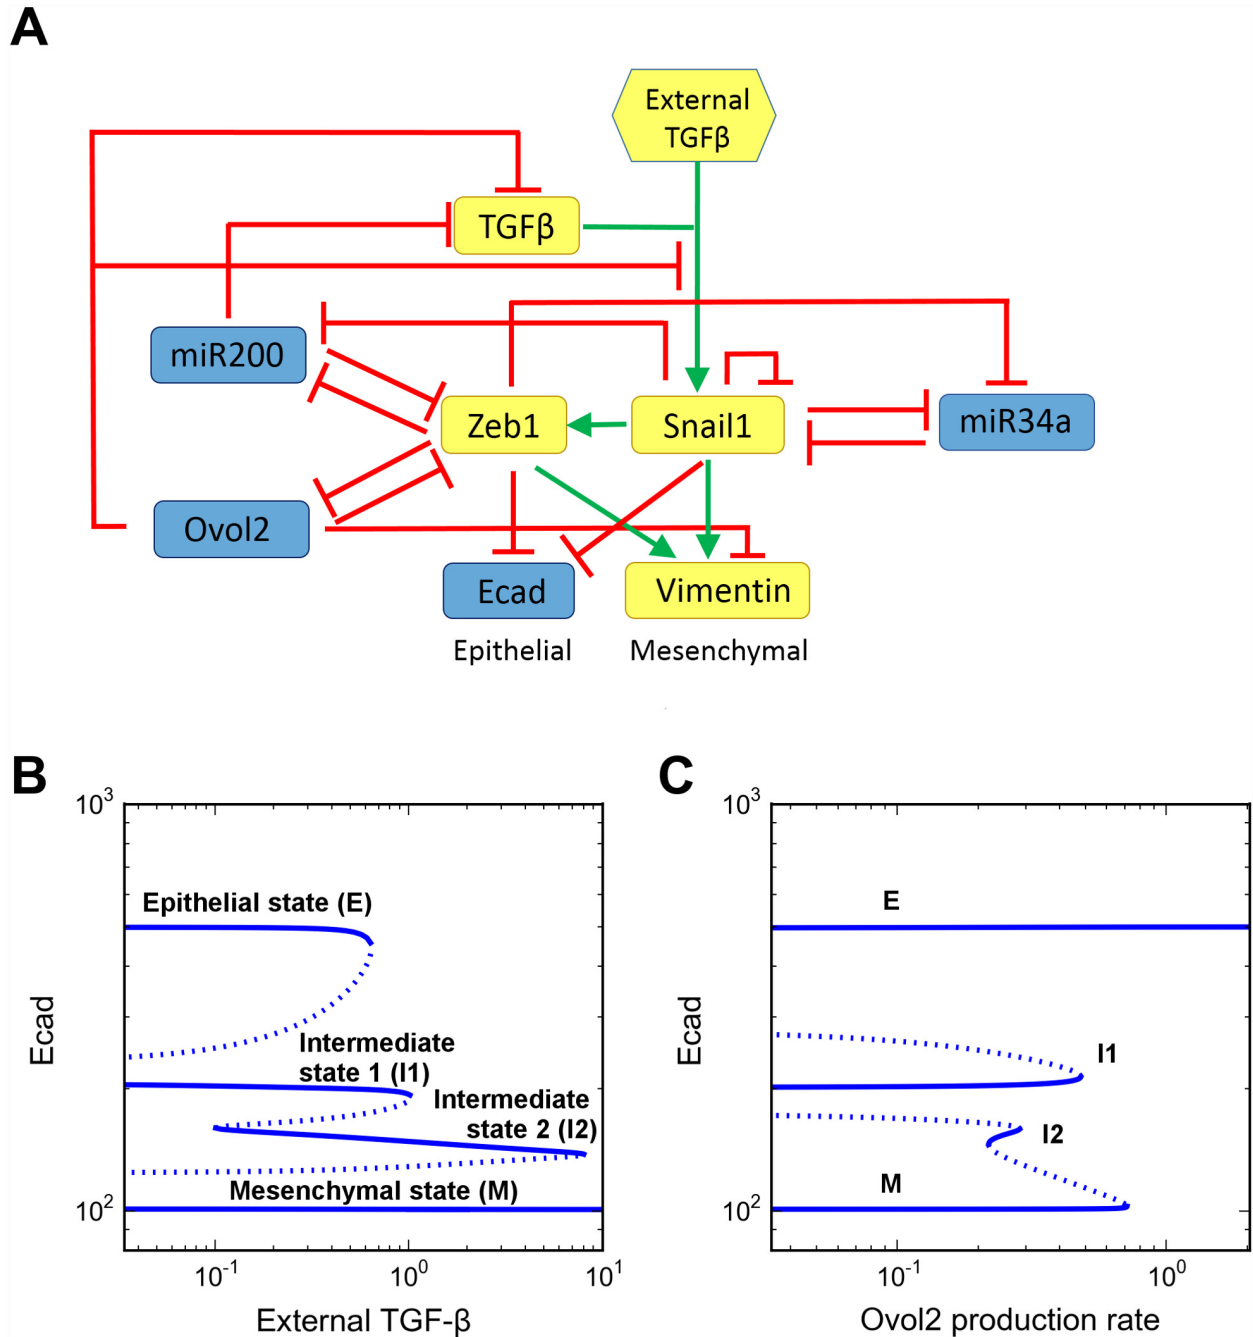 A
External
TGFβ
TGFβ
miR200
Zeb1
Snail1
miR34a
Ovol2
Ecad
Vimentin
Epithelial
Mesenchymal
B
10³
Epithelial state (E)
Intermediate
state 1 (I1)
Intermediate
state 2 (I2)
Mesenchymal state (M)
10²
Ecad
10⁻¹
10⁰
10¹
External TGF-β
C
10³
E
I1
I2
M
10²
Ecad
10⁻¹
10⁰
Ovol2 production rate